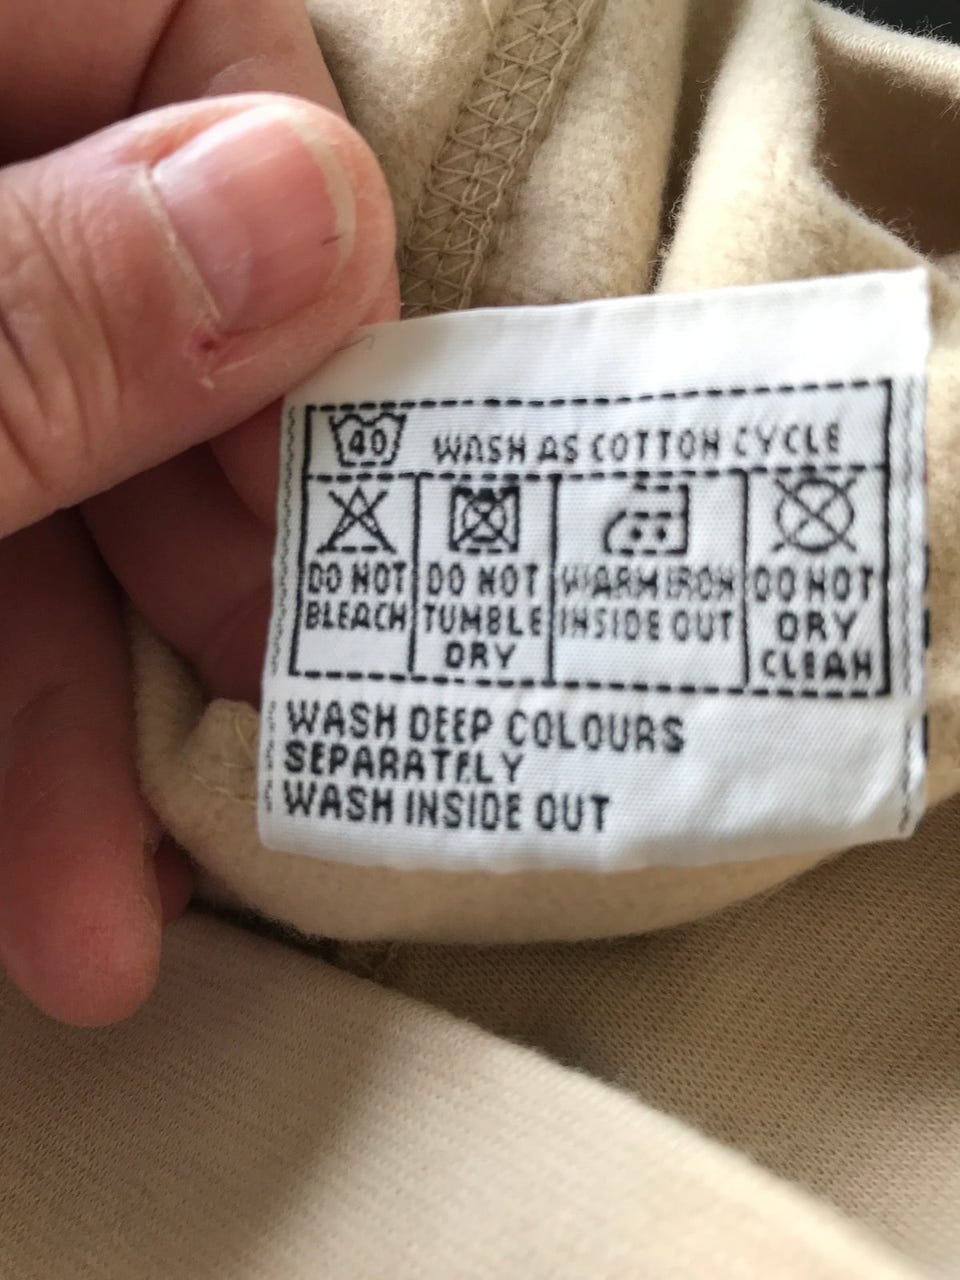 40 WASH AS COTTON CYCLE
DO NOT
BLEACH
DO NOT
TUMBLE
DRY
WARM IRON
INSIDE OUT
DO NOT
DRY
CLEAN
WASH DEEP COLOURS
SEPARATELY
WASH INSIDE OUT